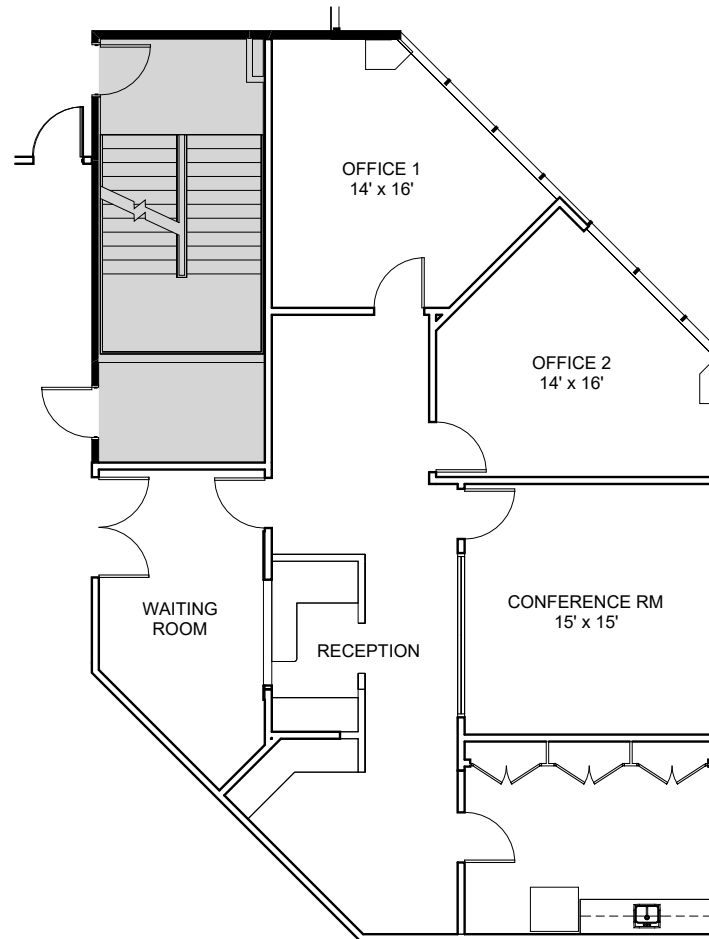 OFFICE 1
14' x 16'
OFFICE 2
14' x 16'
WAITING
ROOM
RECEPTION
CONFERENCE RM
15' x 15'